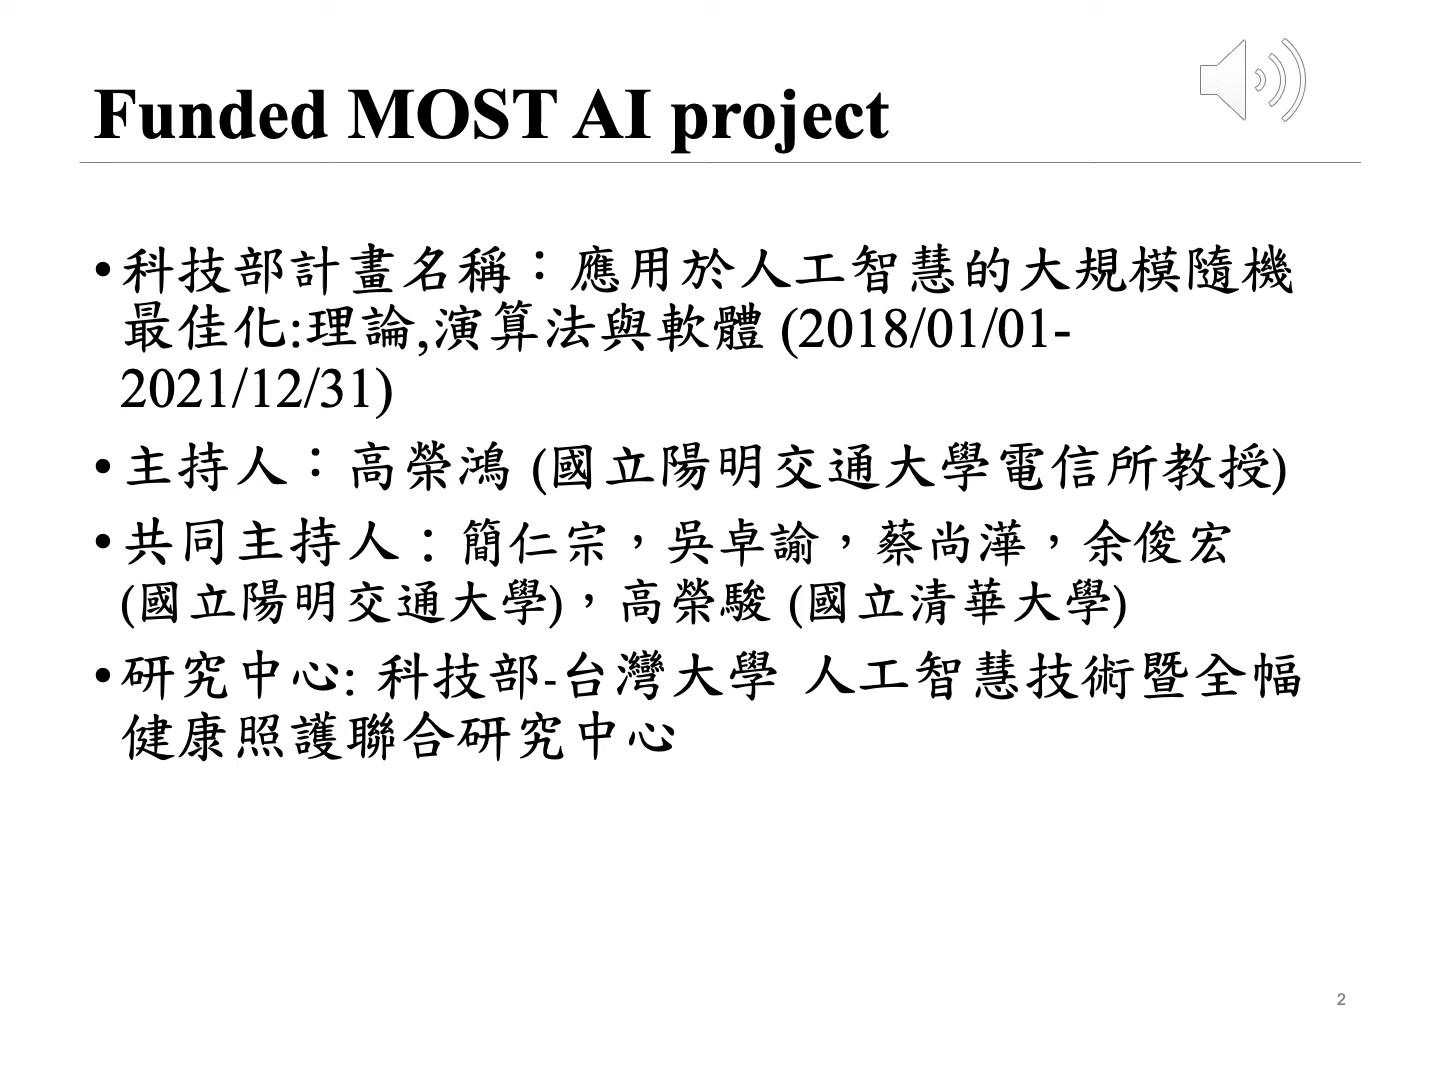 Funded MOST AI project
•科技部計畫名稱：應用於人工智慧的大規模隨機
最佳化:理論,演算法與軟體 (2018/01/01-
2021/12/31)
•主持人：高榮鴻 (國立陽明交通大學電信所教授)
•共同主持人：簡仁宗，吳卓諭，蔡尚澕，余俊宏
(國立陽明交通大學)，高榮駿 (國立清華大學)
•研究中心: 科技部-台灣大學 人工智慧技術暨全幅
健康照護聯合研究中心
2